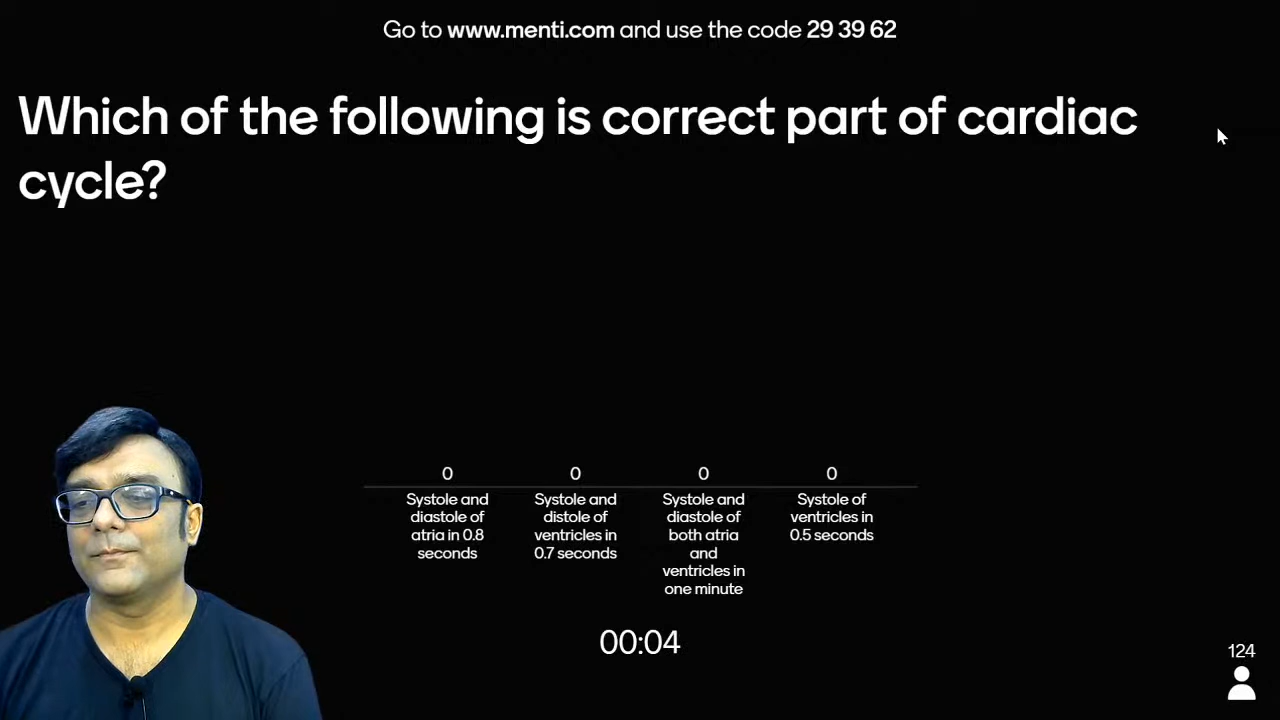 Go to www.menti.com and use the code 29 39 62
Which of the following is correct part of cardiac
cycle?
0
0
0
0
Systole and
diastole of
atria in 0.8
seconds
Systole and
distole of
ventricles in
0.7 seconds
Systole and
diastole of
both atria
and
ventricles in
one minute
Systole of
ventricles in
0.5 seconds
00:04
124